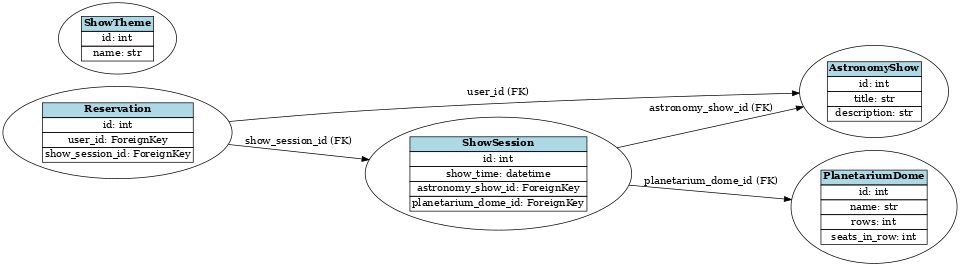 ShowTheme
id: int
name: str
Reservation
id: int
user_id: ForeignKey
show_session_id: ForeignKey
user_id (FK)
show_session_id (FK)
ShowSession
id: int
show_time: datetime
astronomy_show_id: ForeignKey
planetarium_dome_id: ForeignKey
astronomy_show_id (FK)
planetarium_dome_id (FK)
AstronomyShow
id: int
title: str
description: str
PlanetariumDome
id: int
name: str
rows: int
seats_in_row: int